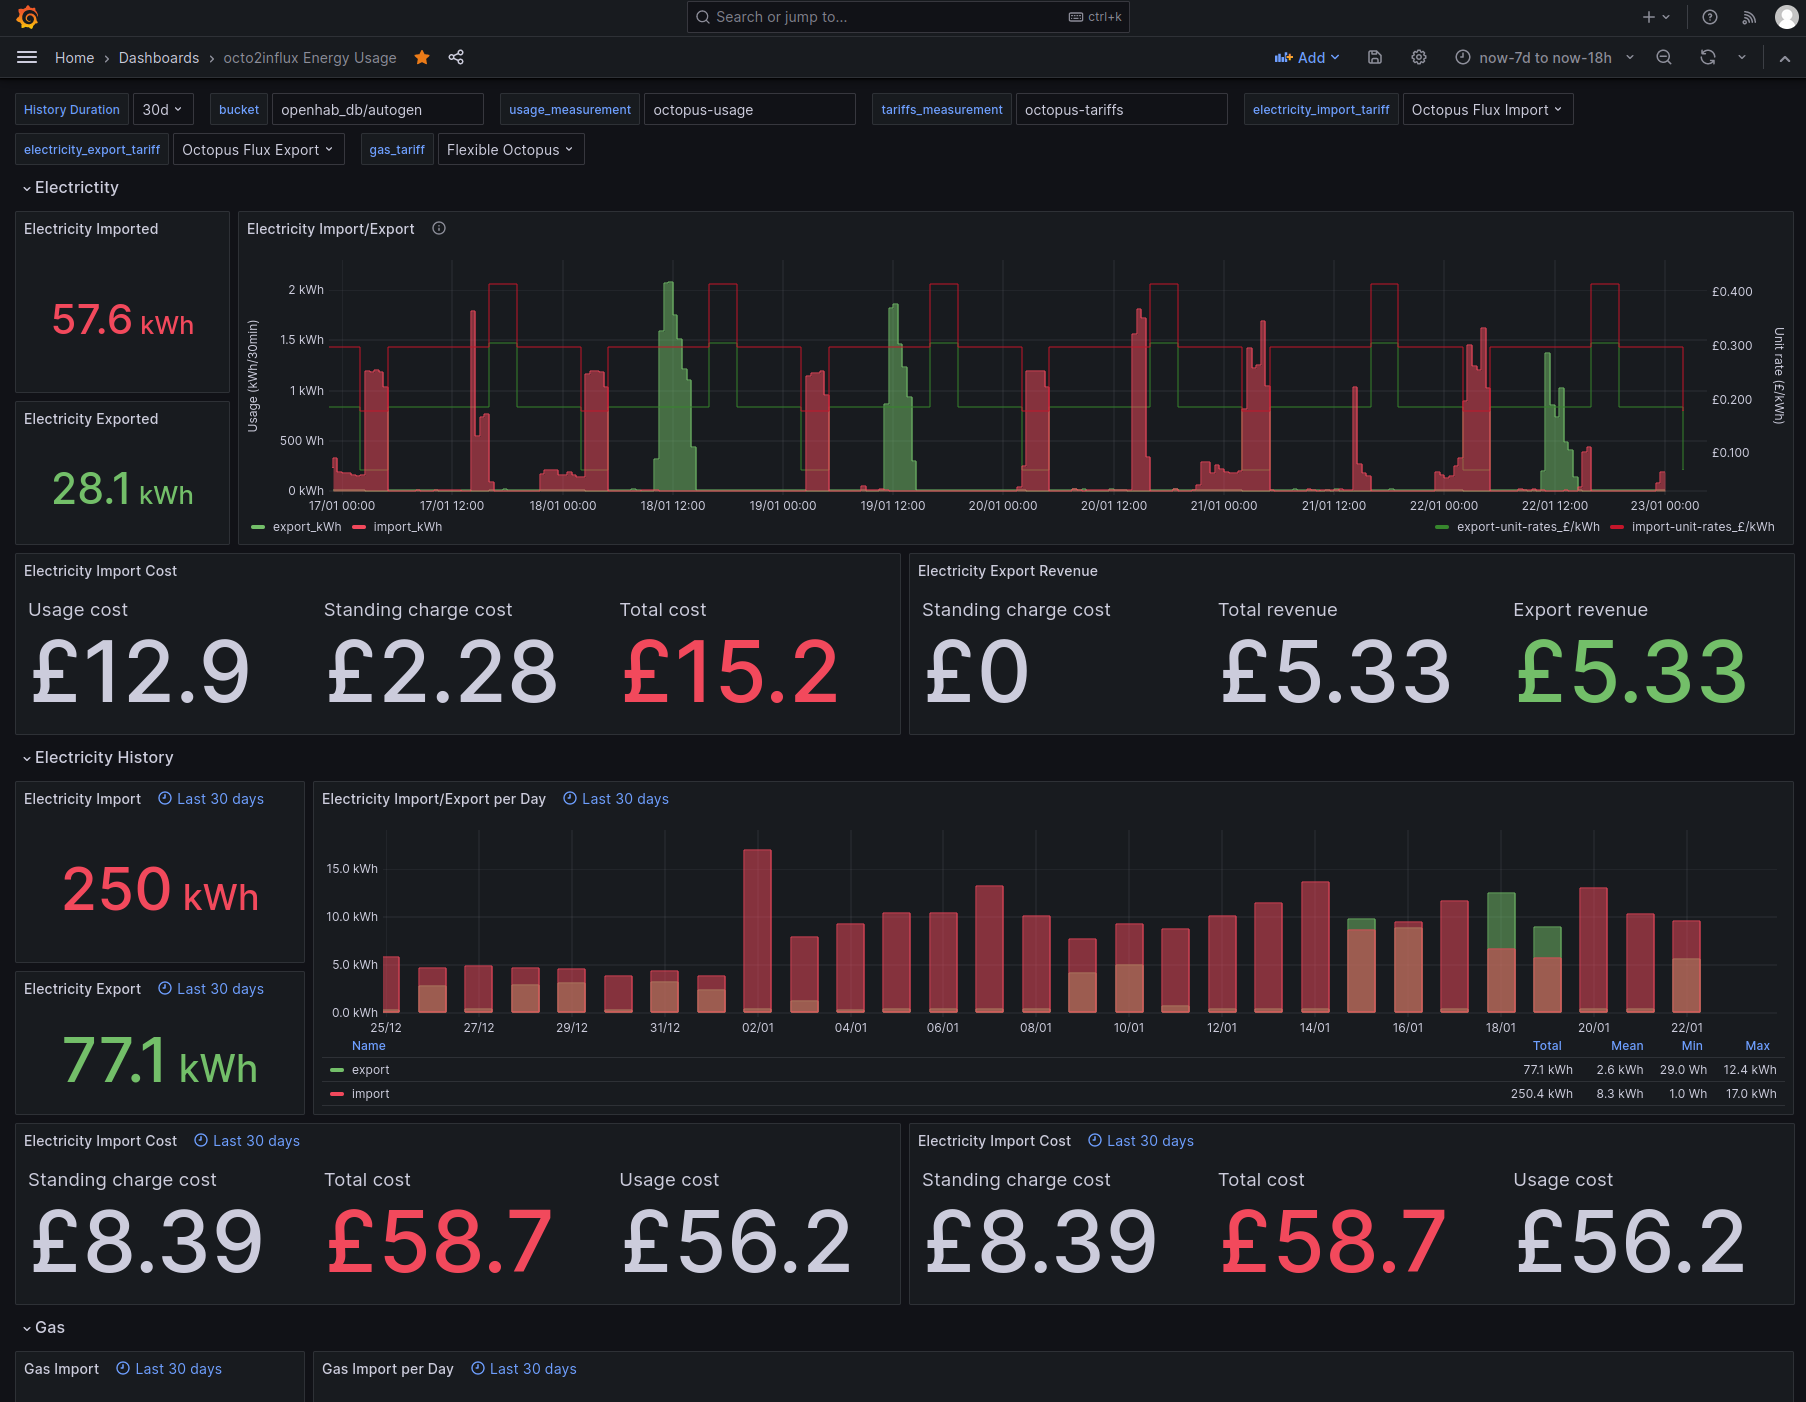 Search or jump to... ctrl+k
Home › Dashboards › octo2influx Energy Usage
Add now-7d to now-18h
History Duration 30d bucket openhab_db/autogen usage_measurement octopus-usage tariffs_measurement octopus-tariffs electricity_import_tariff Octopus Flux Import
electricity_export_tariff Octopus Flux Export gas_tariff Flexible Octopus
Electrictity
Electricity Imported
57.6 kWh
Electricity Exported
28.1 kWh
Electricity Import/Export
Usage (kWh/30min)
2 kWh
1.5 kWh
1 kWh
500 Wh
0 kWh
£0.400
£0.300
£0.200
£0.100
Unit rate (£/kWh)
17/01 00:00 17/01 12:00 18/01 00:00 18/01 12:00 19/01 00:00 19/01 12:00 20/01 00:00 20/01 12:00 21/01 00:00 21/01 12:00 22/01 00:00 22/01 12:00 23/01 00:00
export_kWh import_kWh export-unit-rates_£/kWh import-unit-rates_£/kWh
Electricity Import Cost
Usage cost Standing charge cost Total cost
£12.9 £2.28 £15.2
Electricity Export Revenue
Standing charge cost Total revenue Export revenue
£0 £5.33 £5.33
Electricity History
Electricity Import Last 30 days
250 kWh
Electricity Export Last 30 days
77.1 kWh
Electricity Import/Export per Day Last 30 days
15.0 kWh
10.0 kWh
5.0 kWh
0.0 kWh
25/12 27/12 29/12 31/12 02/01 04/01 06/01 08/01 10/01 12/01 14/01 16/01 18/01 20/01 22/01
Name Total Mean Min Max
export 77.1 kWh 2.6 kWh 29.0 Wh 12.4 kWh
import 250.4 kWh 8.3 kWh 1.0 Wh 17.0 kWh
Electricity Import Cost Last 30 days
Standing charge cost Total cost Usage cost
£8.39 £58.7 £56.2
Electricity Import Cost Last 30 days
Standing charge cost Total cost Usage cost
£8.39 £58.7 £56.2
Gas
Gas Import Last 30 days
Gas Import per Day Last 30 days